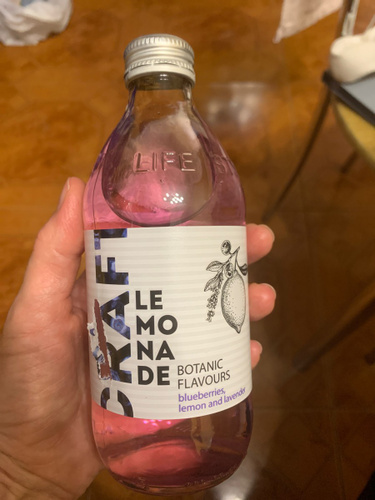 LIFE
CRAFT
LE
MO
NA
DE
BOTANIC
FLAVOURS
blueberries,
lemon and lavender